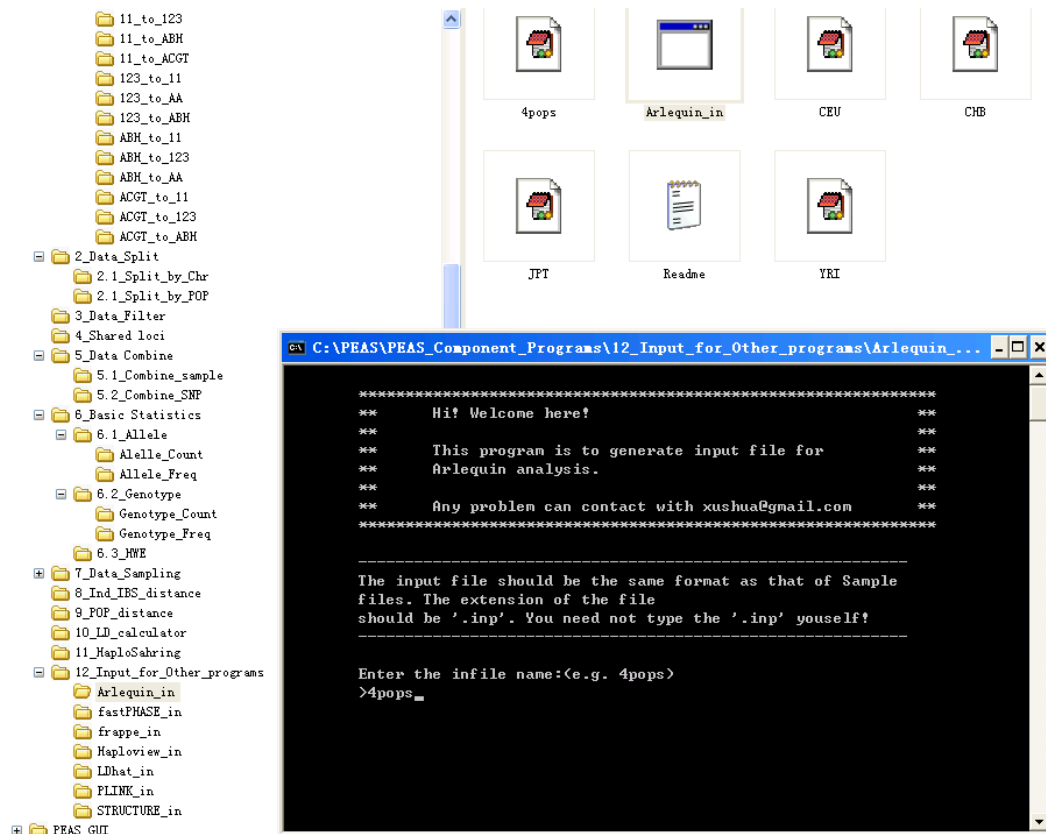 11_to_123
11_to_ABH
11_to_ACGT
123_to_11
123_to_AA
123_to_ABH
ABH_to_11
ABH_to_123
ABH_to_AA
ACGT_to_11
ACGT_to_123
ACGT_to_ABH
2_Data_Split
2.1_Split_by_Chr
2.1_Split_by_POP
3_Data_Filter
4_Shared loci
5_Data Combine
5.1_Combine_sample
5.2_Combine_SNP
6_Basic Statistics
6.1_Allele
Alelle_Count
Allele_Freq
6.2_Genotype
Genotype_Count
Genotype_Freq
6.3_HWE
7_Data_Sampling
8_Ind_IBS_distance
9_POP_distance
10_LD_calculator
11_HaploSahring
12_Input_for_Other_programs
Arlequin_in
fastPHASE_in
frappe_in
Haploview_in
LDhat_in
PLINK_in
STRUCTURE_in
PEAS GUI
4pops
Arlequin_in
CEU
CHB
JPT
Readme
YRI
C:\PEAS\PEAS_Component_Programs\12_Input_for_Other_programs\Arlequin_...
**************************************************************
** Hi! Welcome here! **
** **
** This program is to generate input file for **
** Arlequin analysis. **
** **
** Any problem can contact with xushua@gmail.com **
**************************************************************
The input file should be the same format as that of Sample
files. The extension of the file
should be '.inp'. You need not type the '.inp' youself!
Enter the infile name:(e.g. 4pops)
>4pops_